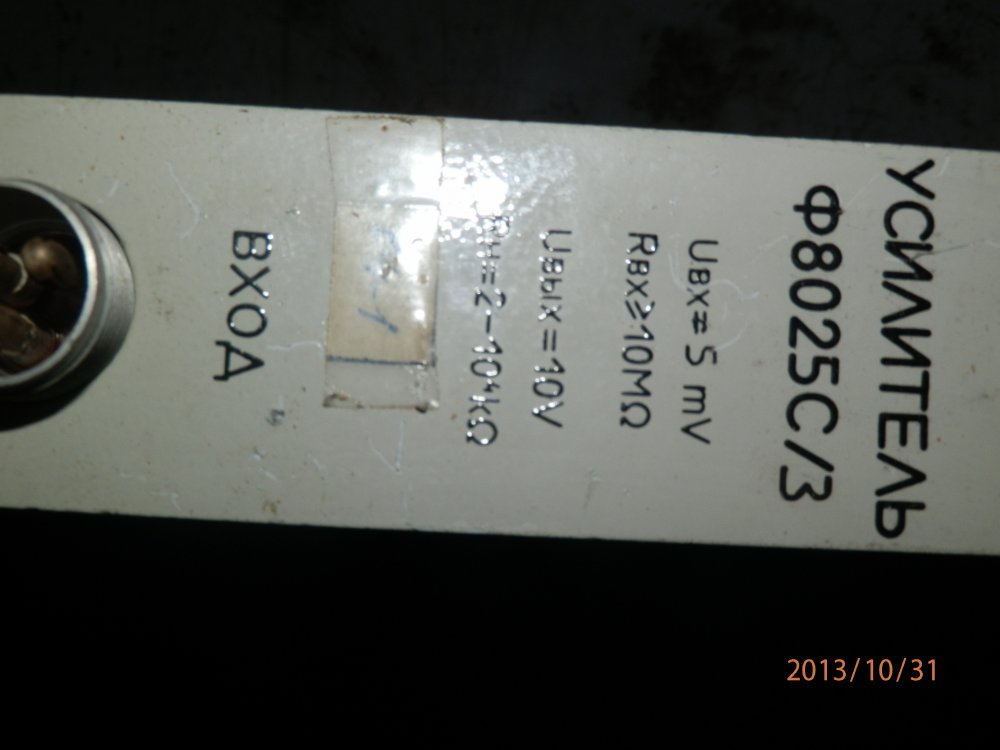 УСИЛИТЕЛЬ
Ф8025С/3
Uвх= 5 mV
Rвх≥10MΩ
Uвых=10V
Rн=2-10⁴kΩ
ВХОД
2013/10/31